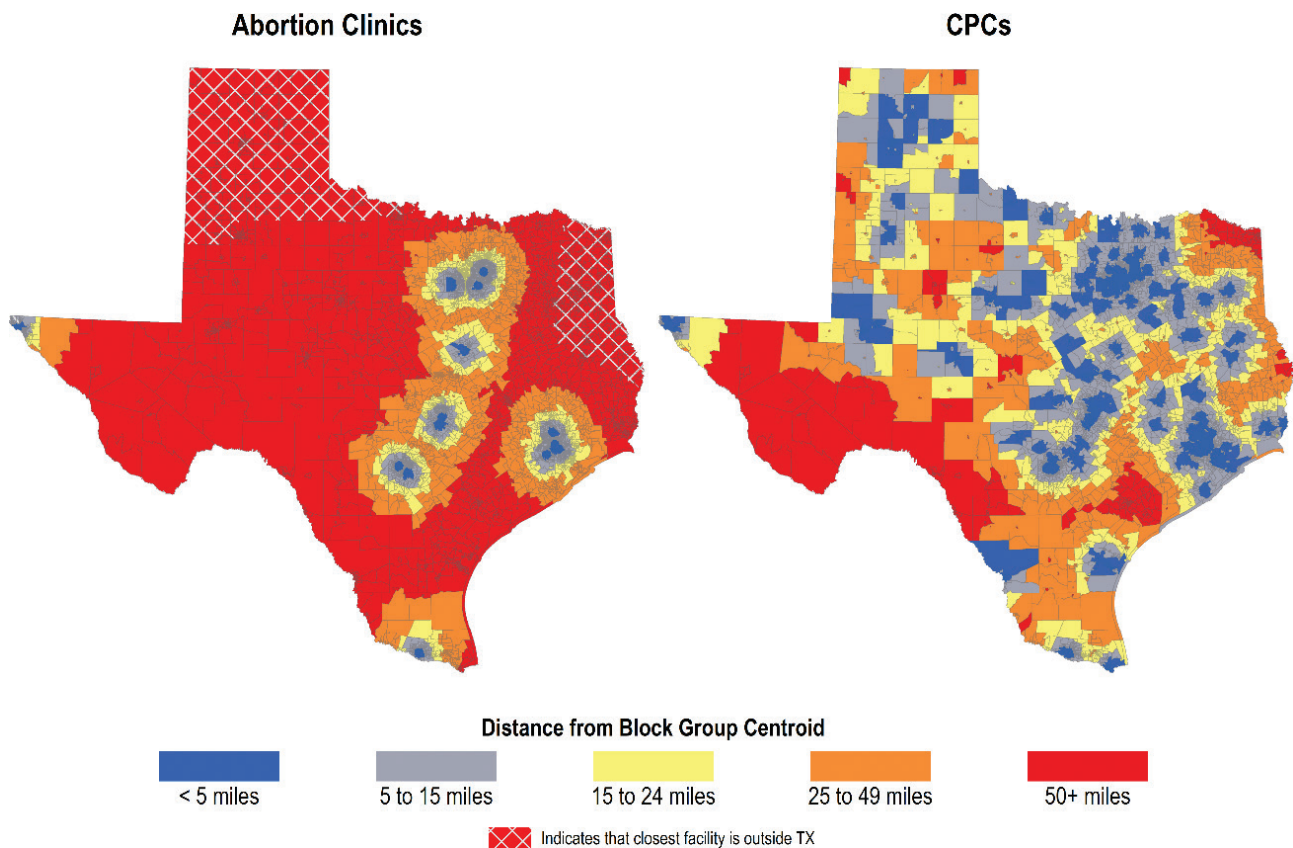 Abortion Clinics
CPCs
Distance from Block Group Centroid
< 5 miles
5 to 15 miles
15 to 24 miles
25 to 49 miles
50+ miles
Indicates that closest facility is outside TX